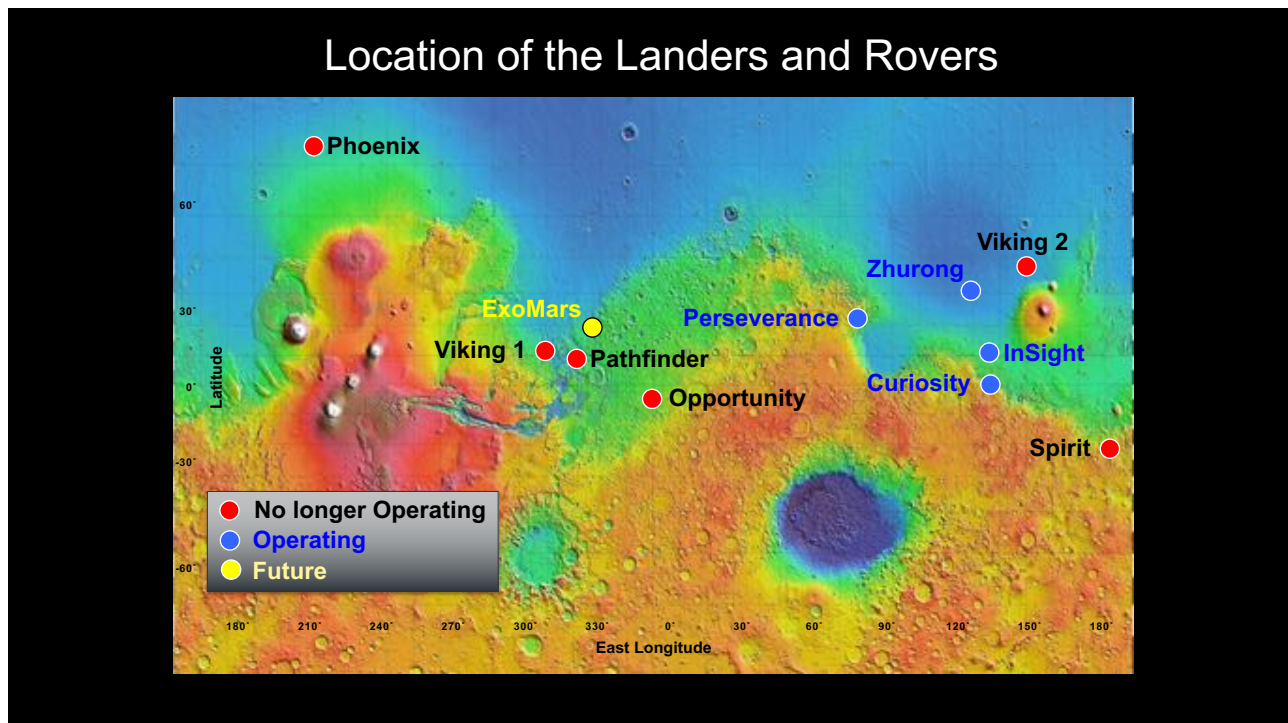 Location of the Landers and Rovers
Phoenix
60°
Viking 2
Zhurong
ExoMars
30°
Perseverance
Viking 1
Pathfinder
InSight
Latitude
0°
Curiosity
Opportunity
Spirit
-30°
No longer Operating
Operating
-60°
Future
180° 210° 240° 270° 300° 330° 0° 30° 60° 90° 120° 150° 180°
East Longitude